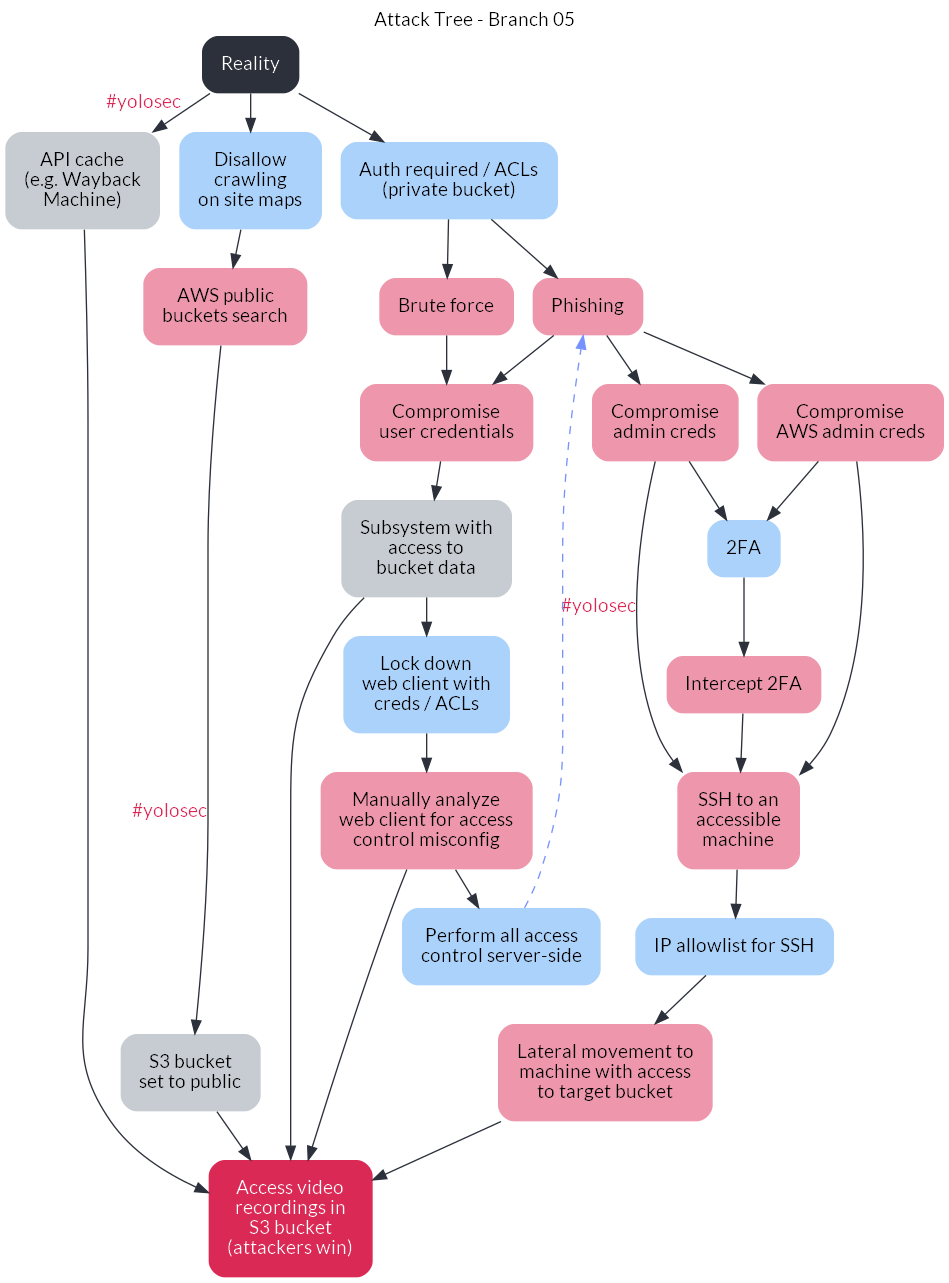 Attack Tree - Branch 05
Reality
#yolosec
API cache
(e.g. Wayback
Machine)
Disallow
crawling
on site maps
Auth required / ACLs
(private bucket)
AWS public
buckets search
Brute force
Phishing
Compromise
user credentials
Compromise
admin creds
Compromise
AWS admin creds
Subsystem with
access to
bucket data
2FA
#yolosec
Lock down
web client with
creds / ACLs
Intercept 2FA
#yolosec
Manually analyze
web client for access
control misconfig
SSH to an
accessible
machine
Perform all access
control server-side
IP allowlist for SSH
S3 bucket
set to public
Lateral movement to
machine with access
to target bucket
Access video
recordings in
S3 bucket
(attackers win)